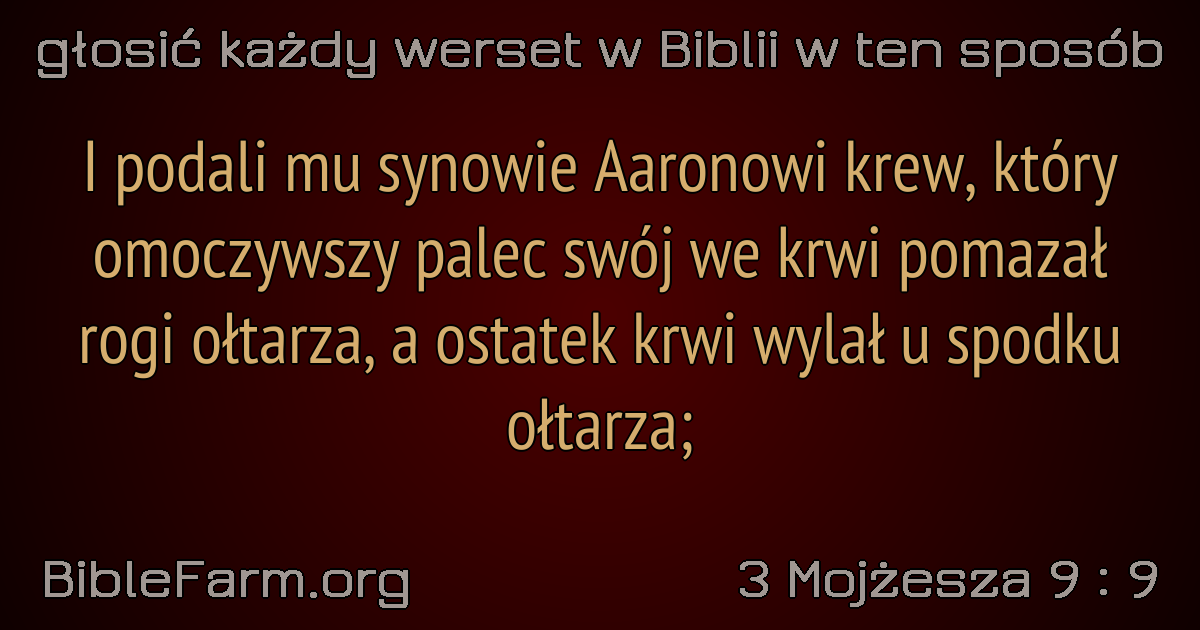 głosić każdy werset w Biblii w ten sposób
I podali mu synowie Aaronowi krew, który
omoczywszy palec swój we krwi pomazał
rogi ołtarza, a ostatek krwi wylał u spodku
ołtarza;
BibleFarm.org
3 Mojżesza 9 : 9